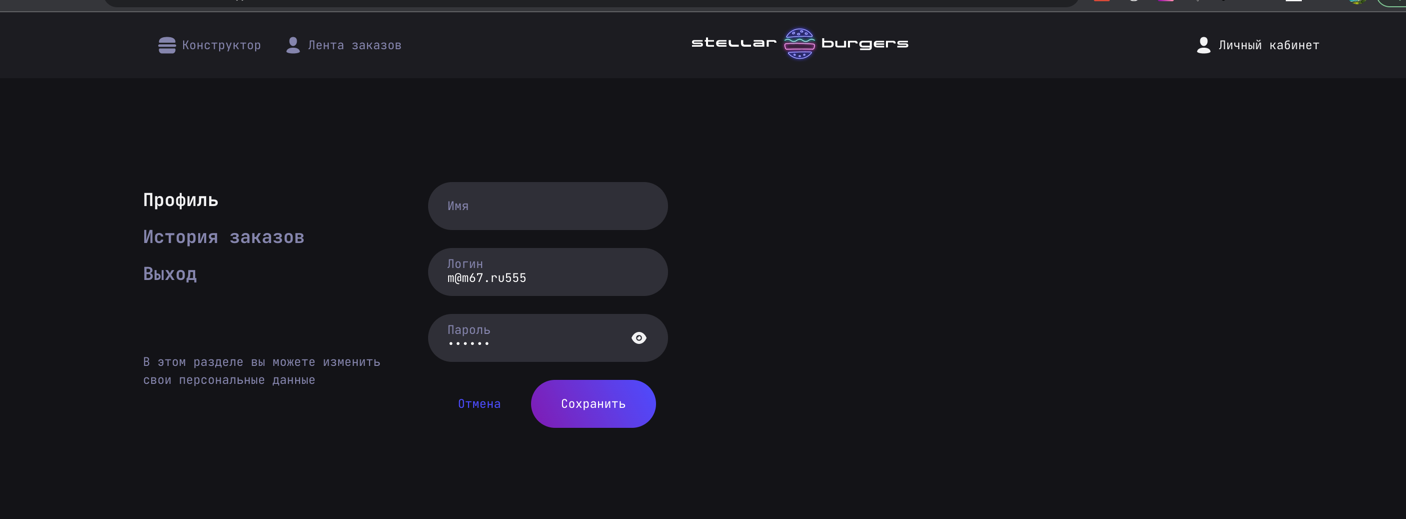 Конструктор
Лента заказов
stellar burgers
Личный кабинет
Профиль
История заказов
Выход
В этом разделе вы можете изменить
свои персональные данные
Имя
Логин
m@m67.ru555
Пароль
••••••
Отмена
Сохранить